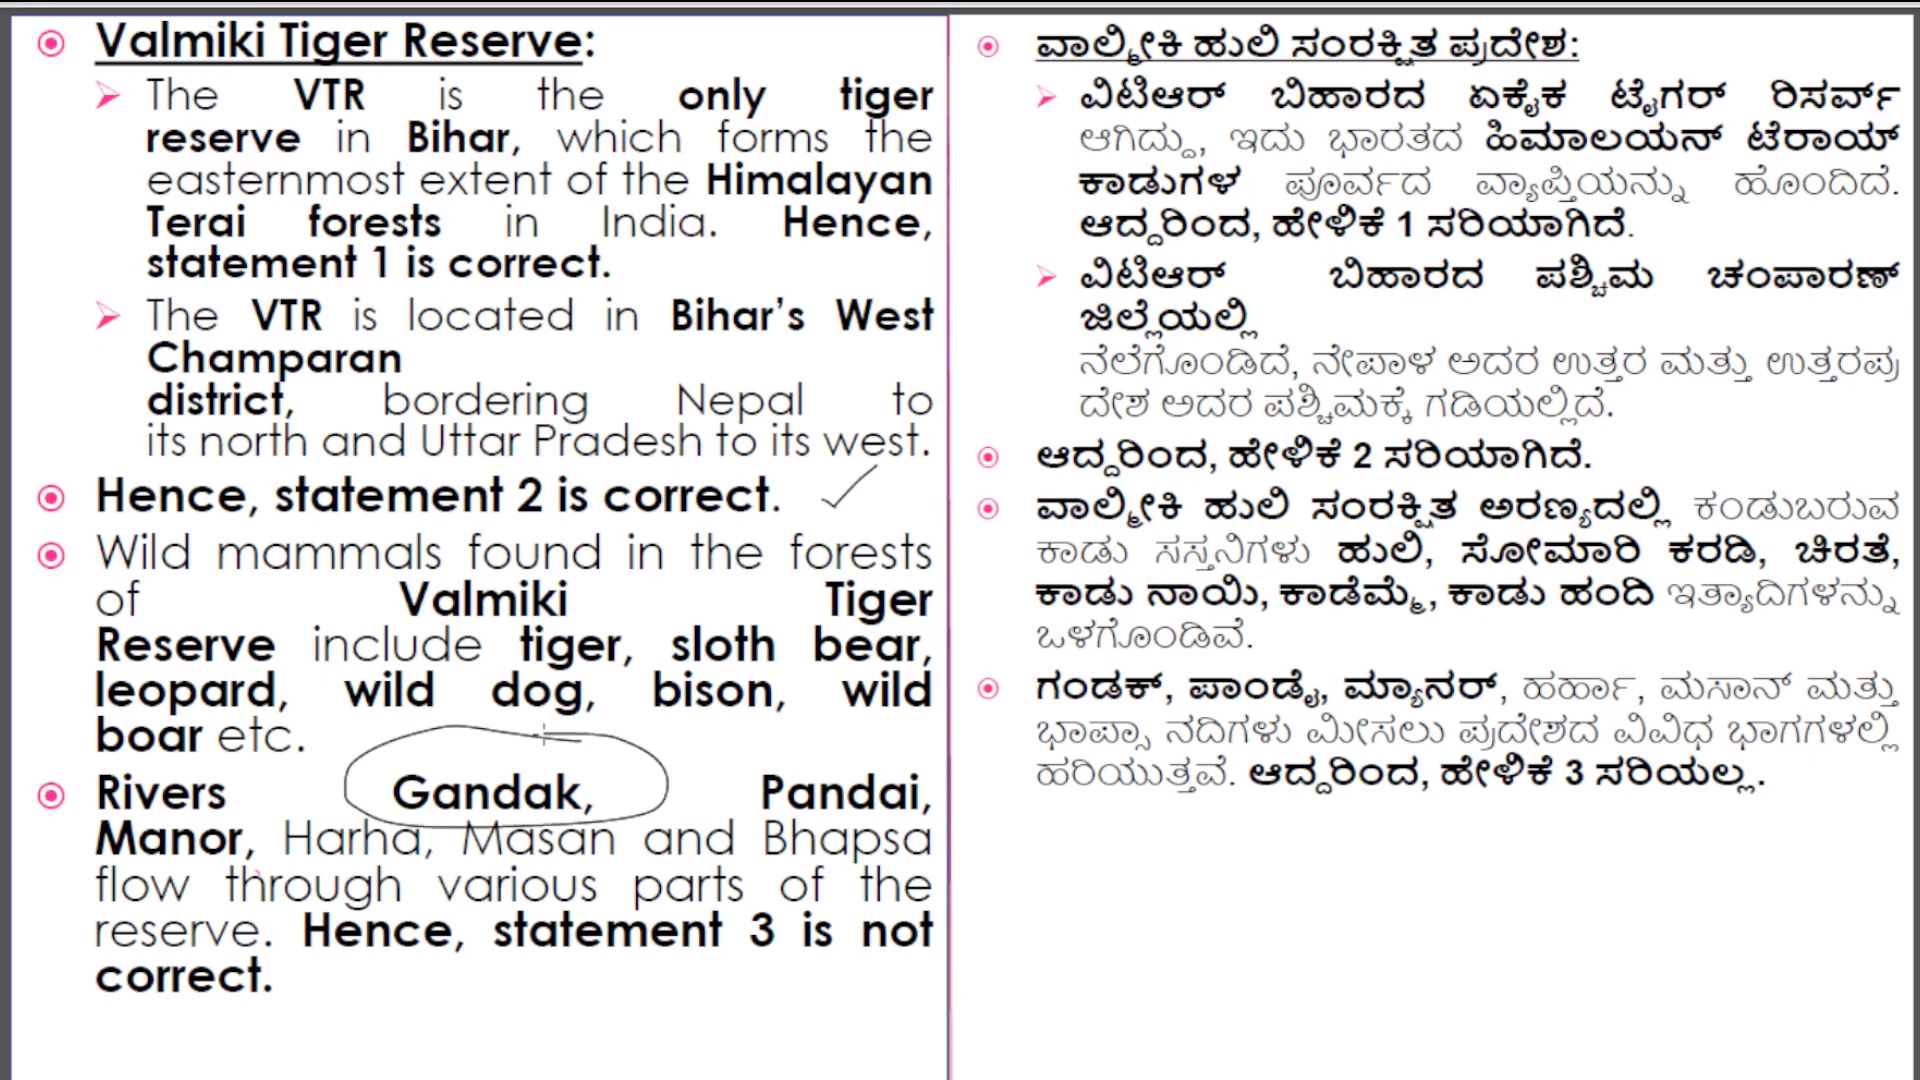 Valmiki Tiger Reserve:
The VTR is the only tiger
reserve in Bihar, which forms the
easternmost extent of the Himalayan
Terai forests in India. Hence,
statement 1 is correct.
The VTR is located in Bihar's West
Champaran
district, bordering Nepal to
its north and Uttar Pradesh to its west.
Hence, statement 2 is correct.
Wild mammals found in the forests
of Valmiki Tiger
Reserve include tiger, sloth bear,
leopard, wild dog, bison, wild
boar etc.
Rivers Gandak, Pandai,
Manor, Harha, Masan and Bhapsa
flow through various parts of the
reserve. Hence, statement 3 is not
correct.
ವಾಲ್ಮೀಕಿ ಹುಲಿ ಸಂರಕ್ಷಿತ ಪ್ರದೇಶ:
ವಿಟಿಆರ್ ಬಿಹಾರದ ಏಕೈಕ ಟೈಗರ್ ರಿಸರ್ವ್
ಆಗಿದ್ದು, ಇದು ಭಾರತದ ಹಿಮಾಲಯನ್ ಟೆರಾಯ್
ಕಾಡುಗಳ ಪೂರ್ವದ ವ್ಯಾಪ್ತಿಯನ್ನು ಹೊಂದಿದೆ.
ಆದ್ದರಿಂದ, ಹೇಳಿಕೆ 1 ಸರಿಯಾಗಿದೆ.
ವಿಟಿಆರ್ ಬಿಹಾರದ ಪಶ್ಚಿಮ ಚಂಪಾರಣ್
ಜಿಲ್ಲೆಯಲ್ಲಿ
ನೆಲೆಗೊಂಡಿದೆ, ನೇಪಾಳ ಅದರ ಉತ್ತರ ಮತ್ತು ಉತ್ತರಪ್ರ
ದೇಶ ಅದರ ಪಶ್ಚಿಮಕ್ಕೆ ಗಡಿಯಲ್ಲಿದೆ.
ಆದ್ದರಿಂದ, ಹೇಳಿಕೆ 2 ಸರಿಯಾಗಿದೆ.
ವಾಲ್ಮೀಕಿ ಹುಲಿ ಸಂರಕ್ಷಿತ ಅರಣ್ಯದಲ್ಲಿ ಕಂಡುಬರುವ
ಕಾಡು ಸಸ್ತನಿಗಳು ಹುಲಿ, ಸೋಮಾರಿ ಕರಡಿ, ಚಿರತೆ,
ಕಾಡು ನಾಯಿ, ಕಾಡೆಮ್ಮೆ, ಕಾಡು ಹಂದಿ ಇತ್ಯಾದಿಗಳನ್ನು
ಒಳಗೊಂಡಿವೆ.
ಗಂಡಕ್, ಪಾಂಡೈ, ಮ್ಯಾನರ್, ಹರ್ಹಾ, ಮಸಾನ್ ಮತ್ತು
ಭಾಪ್ಸಾ ನದಿಗಳು ಮೀಸಲು ಪ್ರದೇಶದ ವಿವಿಧ ಭಾಗಗಳಲ್ಲಿ
ಹರಿಯುತ್ತವೆ. ಆದ್ದರಿಂದ, ಹೇಳಿಕೆ 3 ಸರಿಯಲ್ಲ.